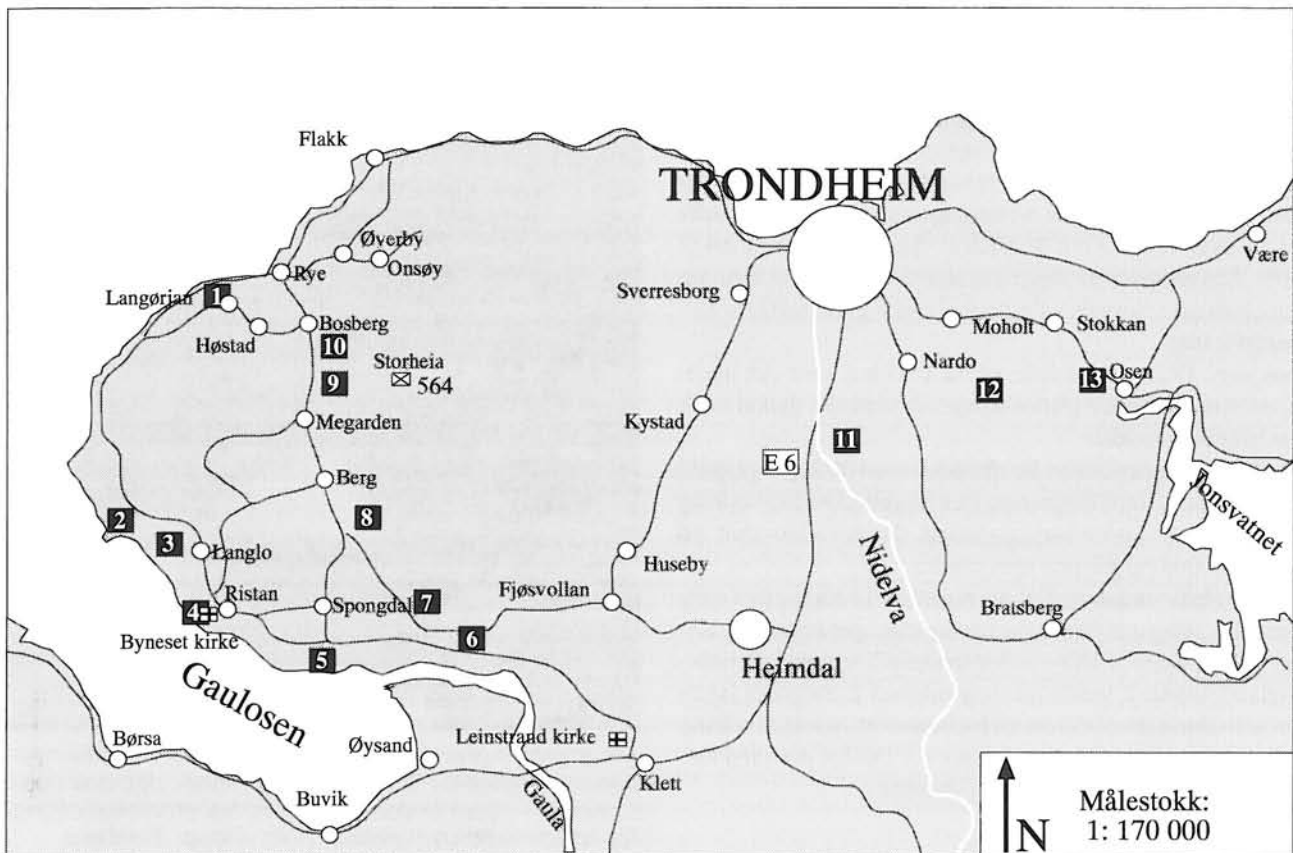 Flakk
TRONDHEIM
Øverby
Onsøy
Være
Rye
Langørjan
1
Sverresborg
Høstad
Bosberg
Moholt
Stokkan
10
Storheia
564
9
Nardo
12
13
Osen
Megarden
Kystad
11
E 6
Berg
Jonsvatnet
2
8
3
Langlo
Huseby
Nidelva
Ristan
4
Spongdal
7
Fjøsvollan
Bratsberg
Byneset kirke
6
5
Heimdal
Gaulosen
Leinstrand kirke
Børsa
Øysand
Klett
Buvik
Gaula
N
Målestokk:
1: 170 000